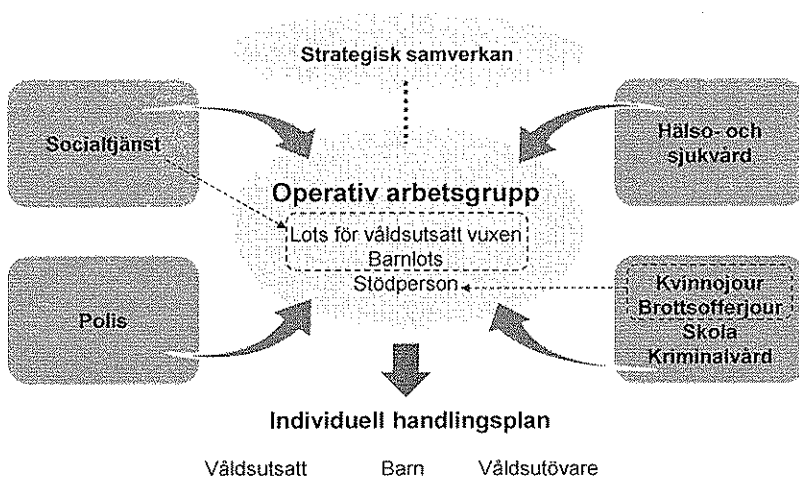 Strategisk samverkan
Socialtjänst
Hälso- och
sjukvård
Operativ arbetsgrupp
Lots för våldsutsatt vuxen
Barnlots
Stödperson
Polis
Kvinnojour
Brottsofferjour
Skola
Kriminalvård
Individuell handlingsplan
Våldsutsatt Barn Våldsutövare